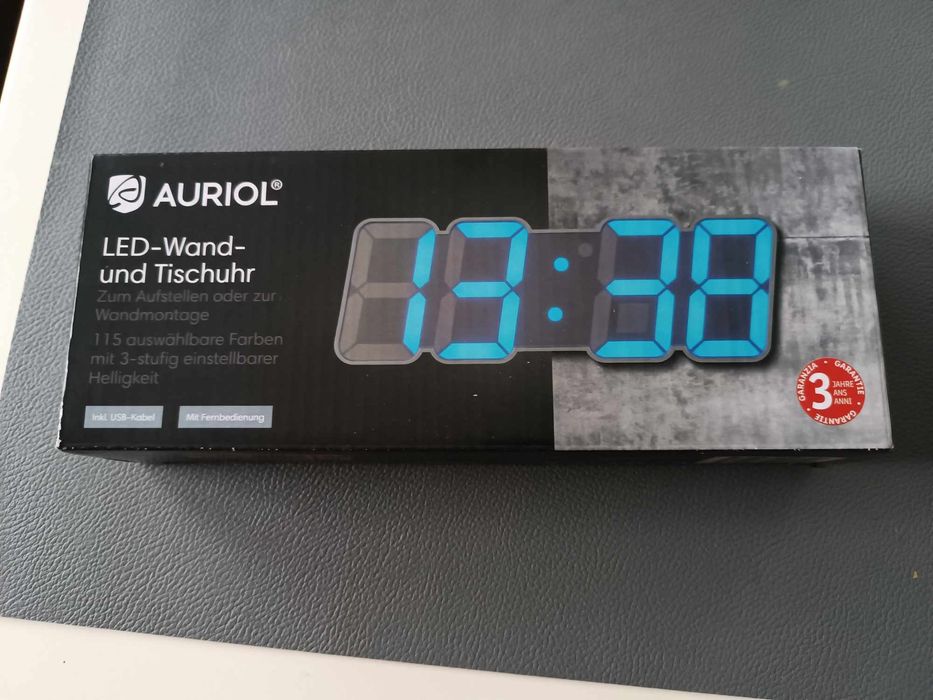 AURIOL®
LED-Wand-
und Tischuhr
Zum Aufstellen oder zur
Wandmontage
115 auswählbare Farben
mit 3-stufig einstellbarer
Helligkeit
Inkl. USB-Kabel
Mit Fernbedienung
13:38
GARANZIA • GARANTIE •
3 JAHRE
ANS
ANNI
GARANTIE